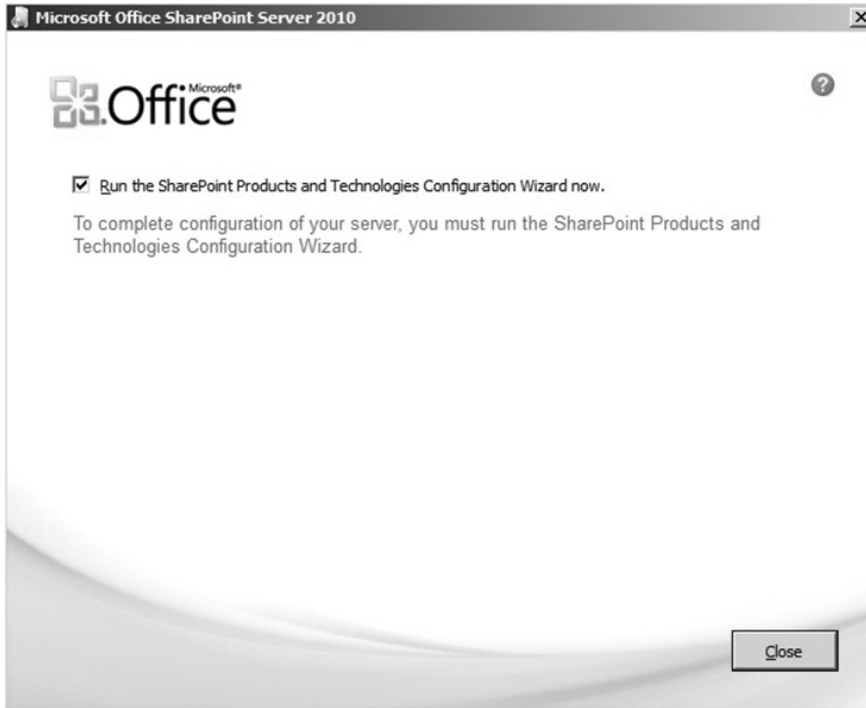 Microsoft Office SharePoint Server 2010
Microsoft®
Office
?
Run the SharePoint Products and Technologies Configuration Wizard now.
To complete configuration of your server, you must run the SharePoint Products and
Technologies Configuration Wizard.
Close